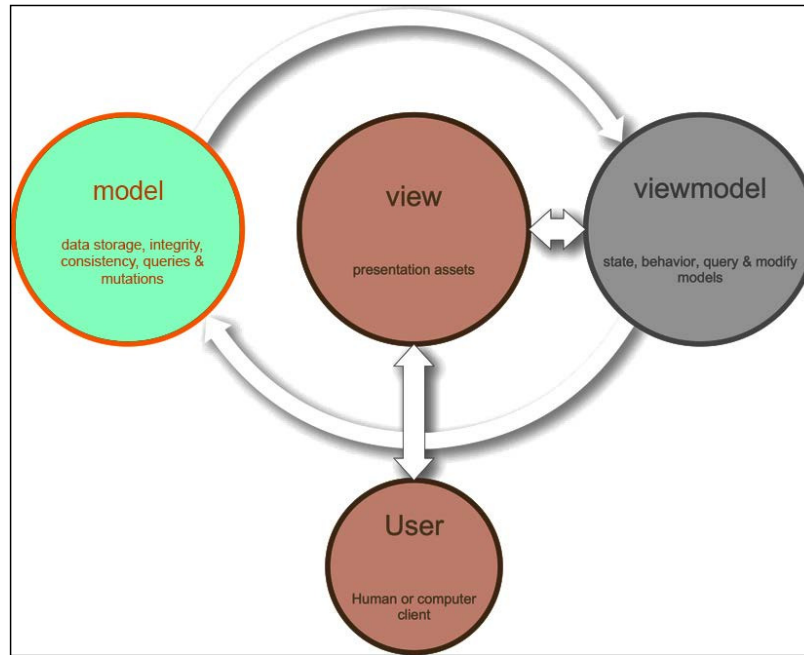 model
data storage, integrity,
consistency, queries &
mutations
view
presentation assets
viewmodel
state, behavior, query & modify
models
User
Human or computer
client